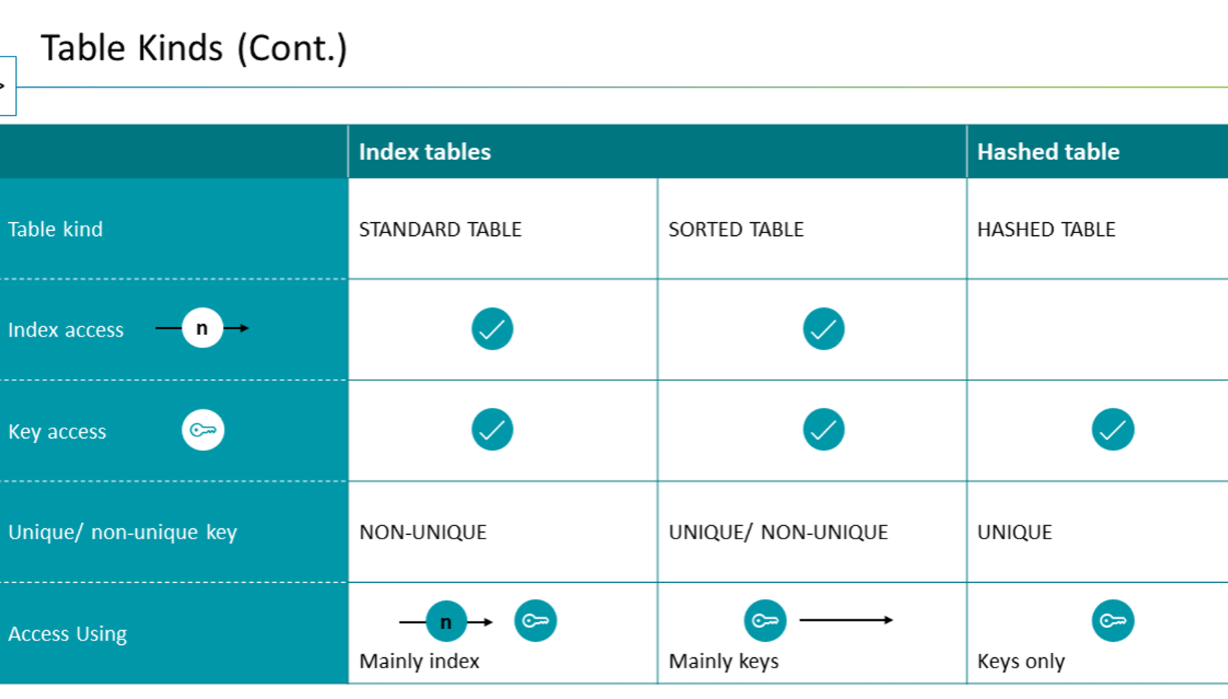 Table Kinds (Cont.)
>
Index tables
Hashed table
Table kind
STANDARD TABLE
SORTED TABLE
HASHED TABLE
Index access
n
Key access
Unique/ non-unique key
NON-UNIQUE
UNIQUE/ NON-UNIQUE
UNIQUE
Access Using
n
Mainly index
Mainly keys
Keys only